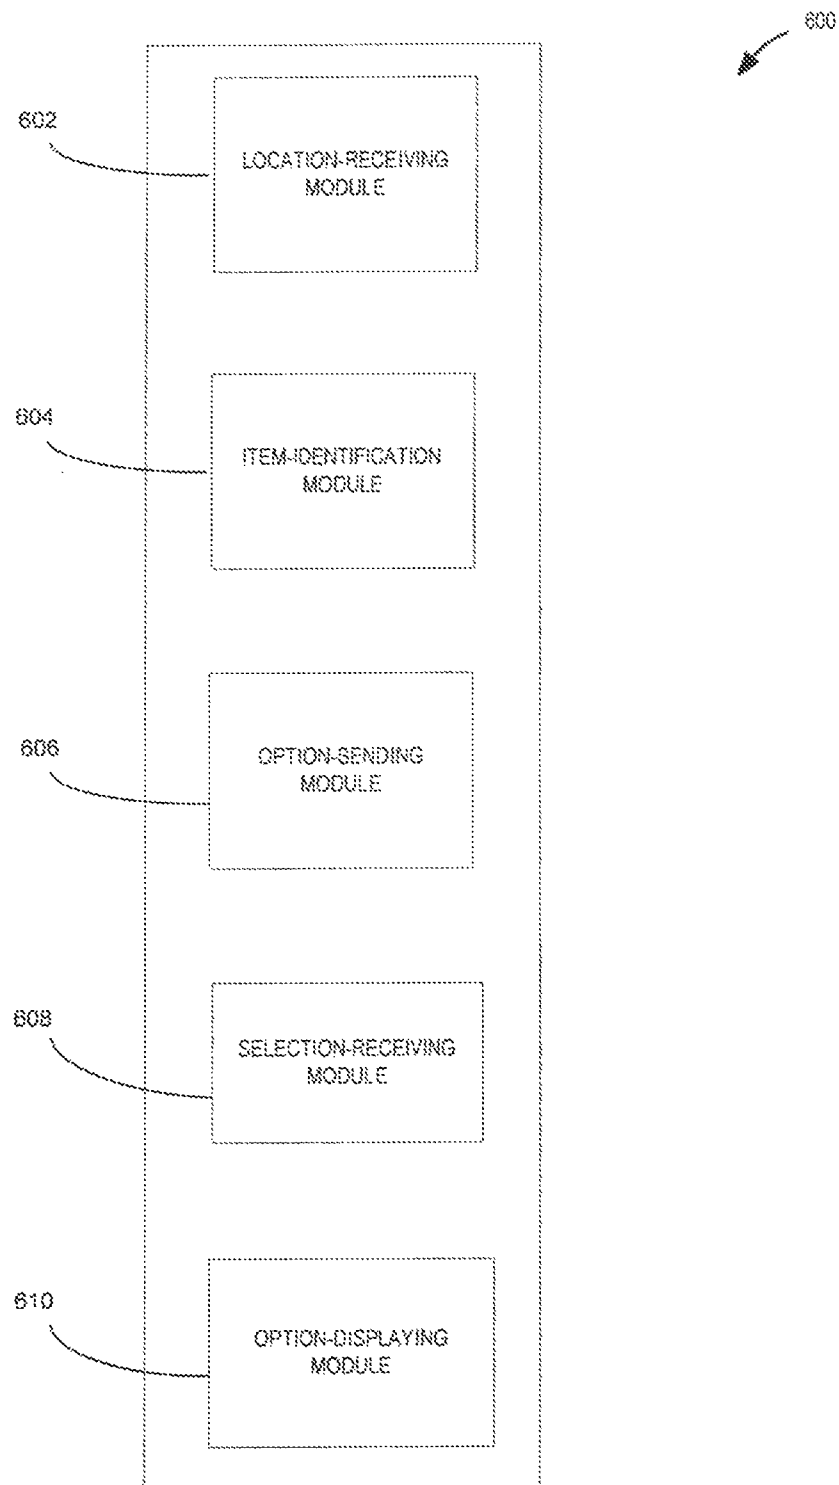 600
602
LOCATION-RECEIVING
MODULE
604
ITEM-IDENTIFICATION
MODULE
606
OPTION-SENDING
MODULE
608
SELECTION-RECEIVING
MODULE
610
OPTION-DISPLAYING
MODULE